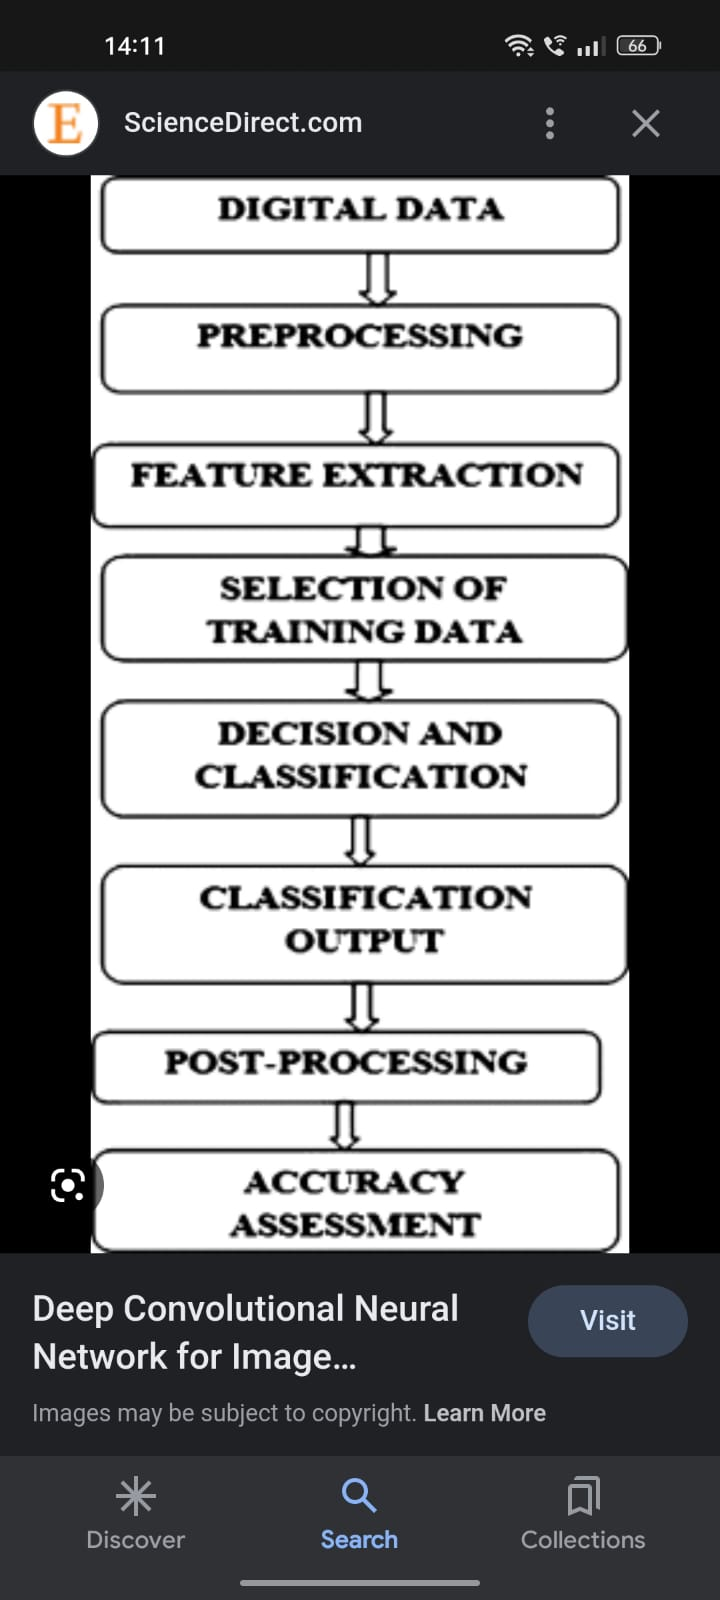 14:11
66
E
ScienceDirect.com
DIGITAL DATA
PREPROCESSING
FEATURE EXTRACTION
SELECTION OF
TRAINING DATA
DECISION AND
CLASSIFICATION
CLASSIFICATION
OUTPUT
POST-PROCESSING
ACCURACY
ASSESSMENT
Deep Convolutional Neural
Network for Image...
Visit
Images may be subject to copyright. Learn More
Discover
Search
Collections